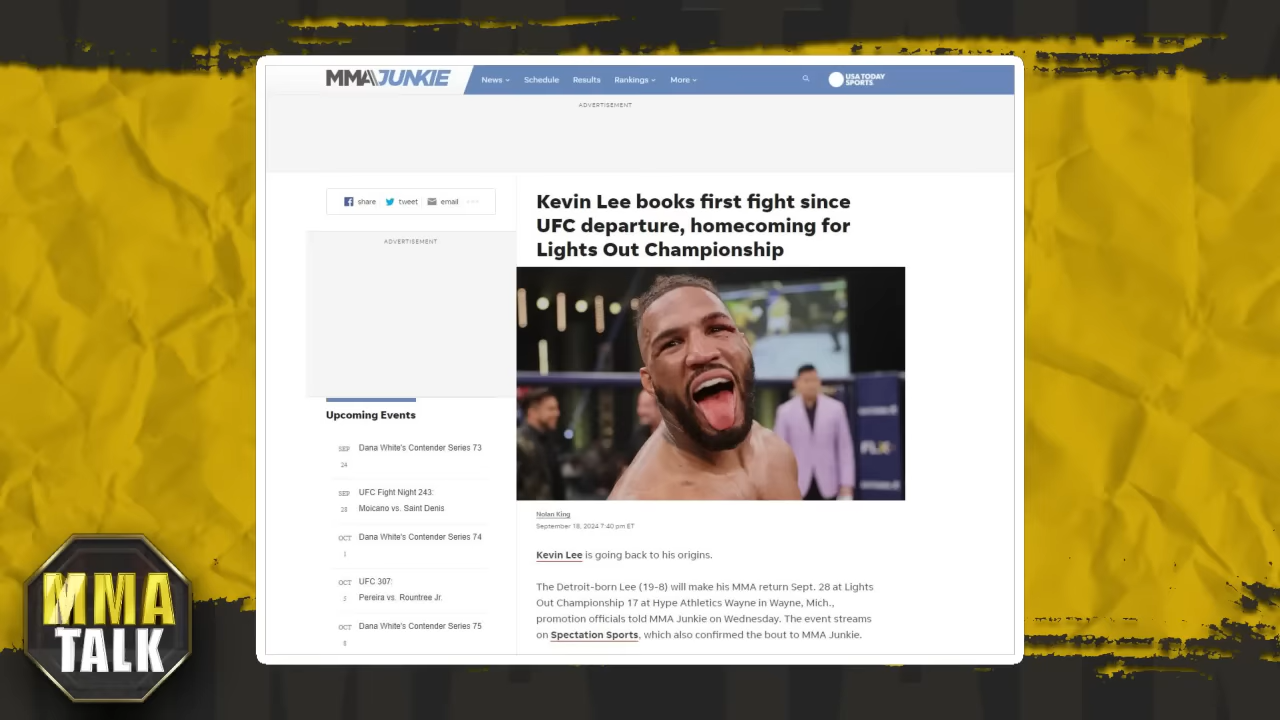 MMAJUNKIE
News
Schedule
Results
Rankings
More
USA TODAY
SPORTS
ADVERTISEMENT
share
tweet
email
ADVERTISEMENT
Upcoming Events
SEP
24
Dana White's Contender Series 73
SEP
28
UFC Fight Night 243:
Moicano vs. Saint Denis
OCT
1
Dana White's Contender Series 74
OCT
UFC 307:
Pereira vs. Rountree Jr.
OCT
Dana White's Contender Series 75
Kevin Lee books first fight since
UFC departure, homecoming for
Lights Out Championship
Nolan King
September 18, 2024 7:40 pm ET
Kevin Lee is going back to his origins.
The Detroit-born Lee (19-8) will make his MMA return Sept. 28 at Lights
Out Championship 17 at Hype Athletics Wayne in Wayne, Mich.,
promotion officials told MMA Junkie on Wednesday. The event streams
on Spectation Sports, which also confirmed the bout to MMA Junkie.
MMA
TALK